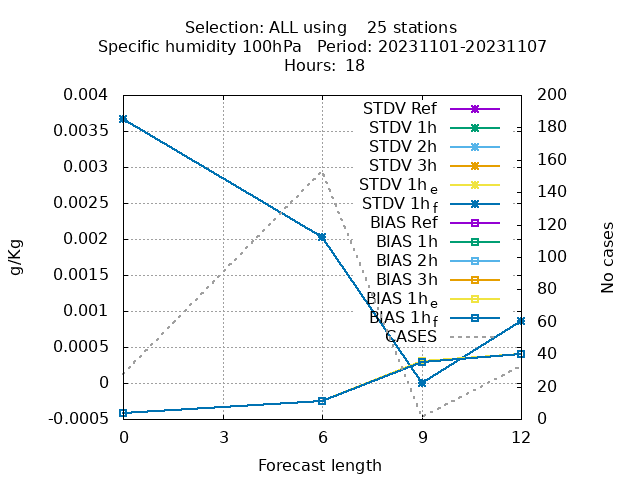 Selection: ALL using    25 stations
Specific humidity 100hPa   Period: 20231101-20231107
Hours: 18
0.004
0.0035
0.003
0.0025
0.002
0.0015
0.001
0.0005
0
-0.0005
g/Kg
STDV Ref
STDV 1h
STDV 2h
STDV 3h
STDV 1he
STDV 1hf
BIAS Ref
BIAS 1h
BIAS 2h
BIAS 3h
BIAS 1he
BIAS 1hf
CASES
200
180
160
140
120
100
80
60
40
20
0
No cases
0 3 6 9 12
Forecast length